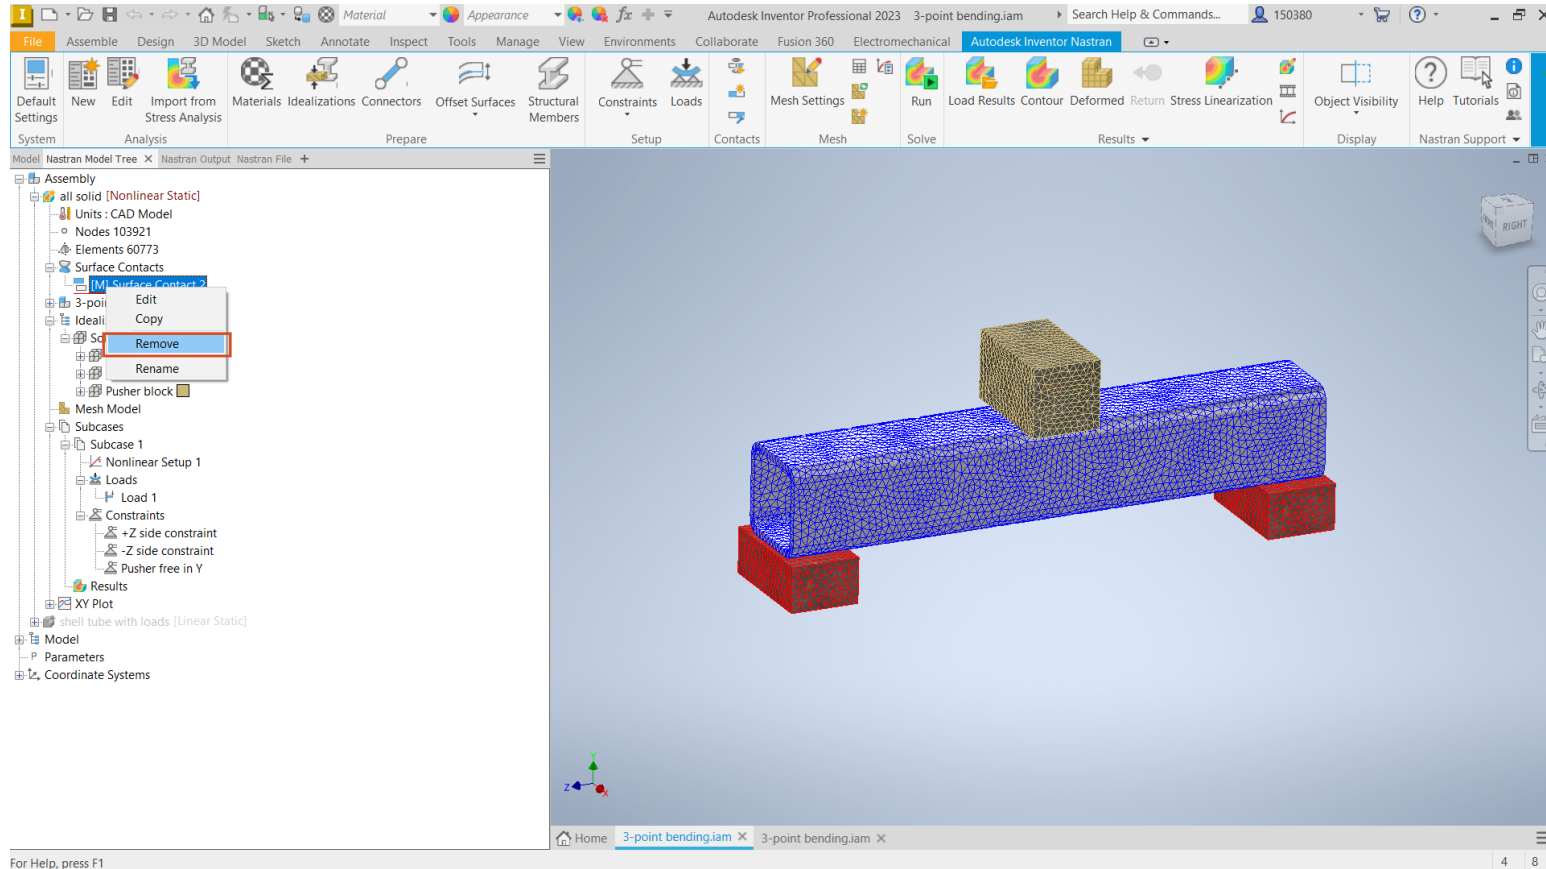 Material
Appearance
Autodesk Inventor Professional 2023 3-point bending.iam
Search Help & Commands...
150380
File Assemble Design 3D Model Sketch Annotate Inspect Tools Manage View Environments Collaborate Fusion 360 Electromechanical Autodesk Inventor Nastran
Default Settings
New
Edit
Import from Stress Analysis
Materials
Idealizations
Connectors
Offset Surfaces
Structural Members
Constraints
Loads
Mesh Settings
Run
Load Results
Contour
Deformed
Return
Stress Linearization
Object Visibility
Help
Tutorials
System Analysis Prepare Setup Contacts Mesh Solve Results Display Nastran Support
Model Nastran Model Tree Nastran Output Nastran File +
Assembly
all solid [Nonlinear Static]
Units : CAD Model
Nodes 103921
Elements 60773
Surface Contacts
[M] Surface Contact 2
Edit
3-poi
Copy
Ideali
So
Remove
Rename
Pusher block
Mesh Model
Subcases
Subcase 1
Nonlinear Setup 1
Loads
Load 1
Constraints
+Z side constraint
-Z side constraint
Pusher free in Y
Results
XY Plot
shell tube with loads [Linear Static]
Model
P Parameters
Coordinate Systems
RIGHT
Y
Z
X
Home 3-point bending.iam 3-point bending.iam
For Help, press F1
4 8